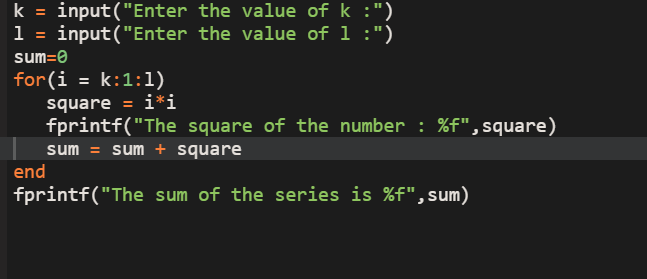 k = input("Enter the value of k :")
l = input("Enter the value of l :")
sum=0
for(i = k:1:l)
   square = i*i
   fprintf("The square of the number : %f",square)
   sum = sum + square
end
fprintf("The sum of the series is %f",sum)